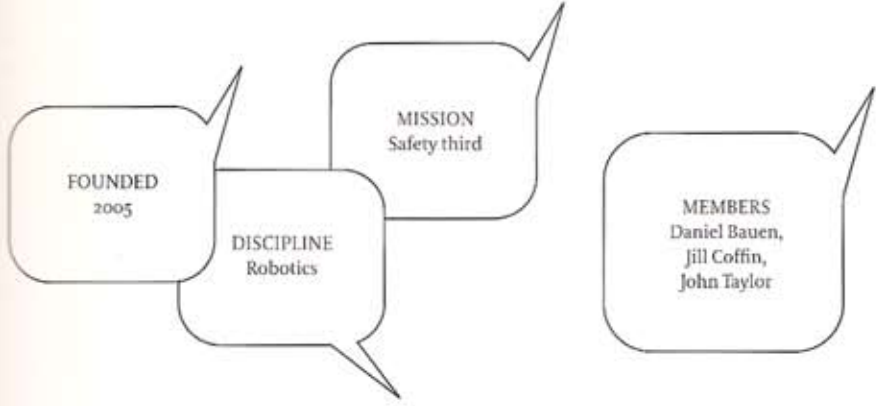 FOUNDED
2005
DISCIPLINE
Robotics
MISSION
Safety third
MEMBERS
Daniel Bauen,
Jill Coffin,
John Taylor